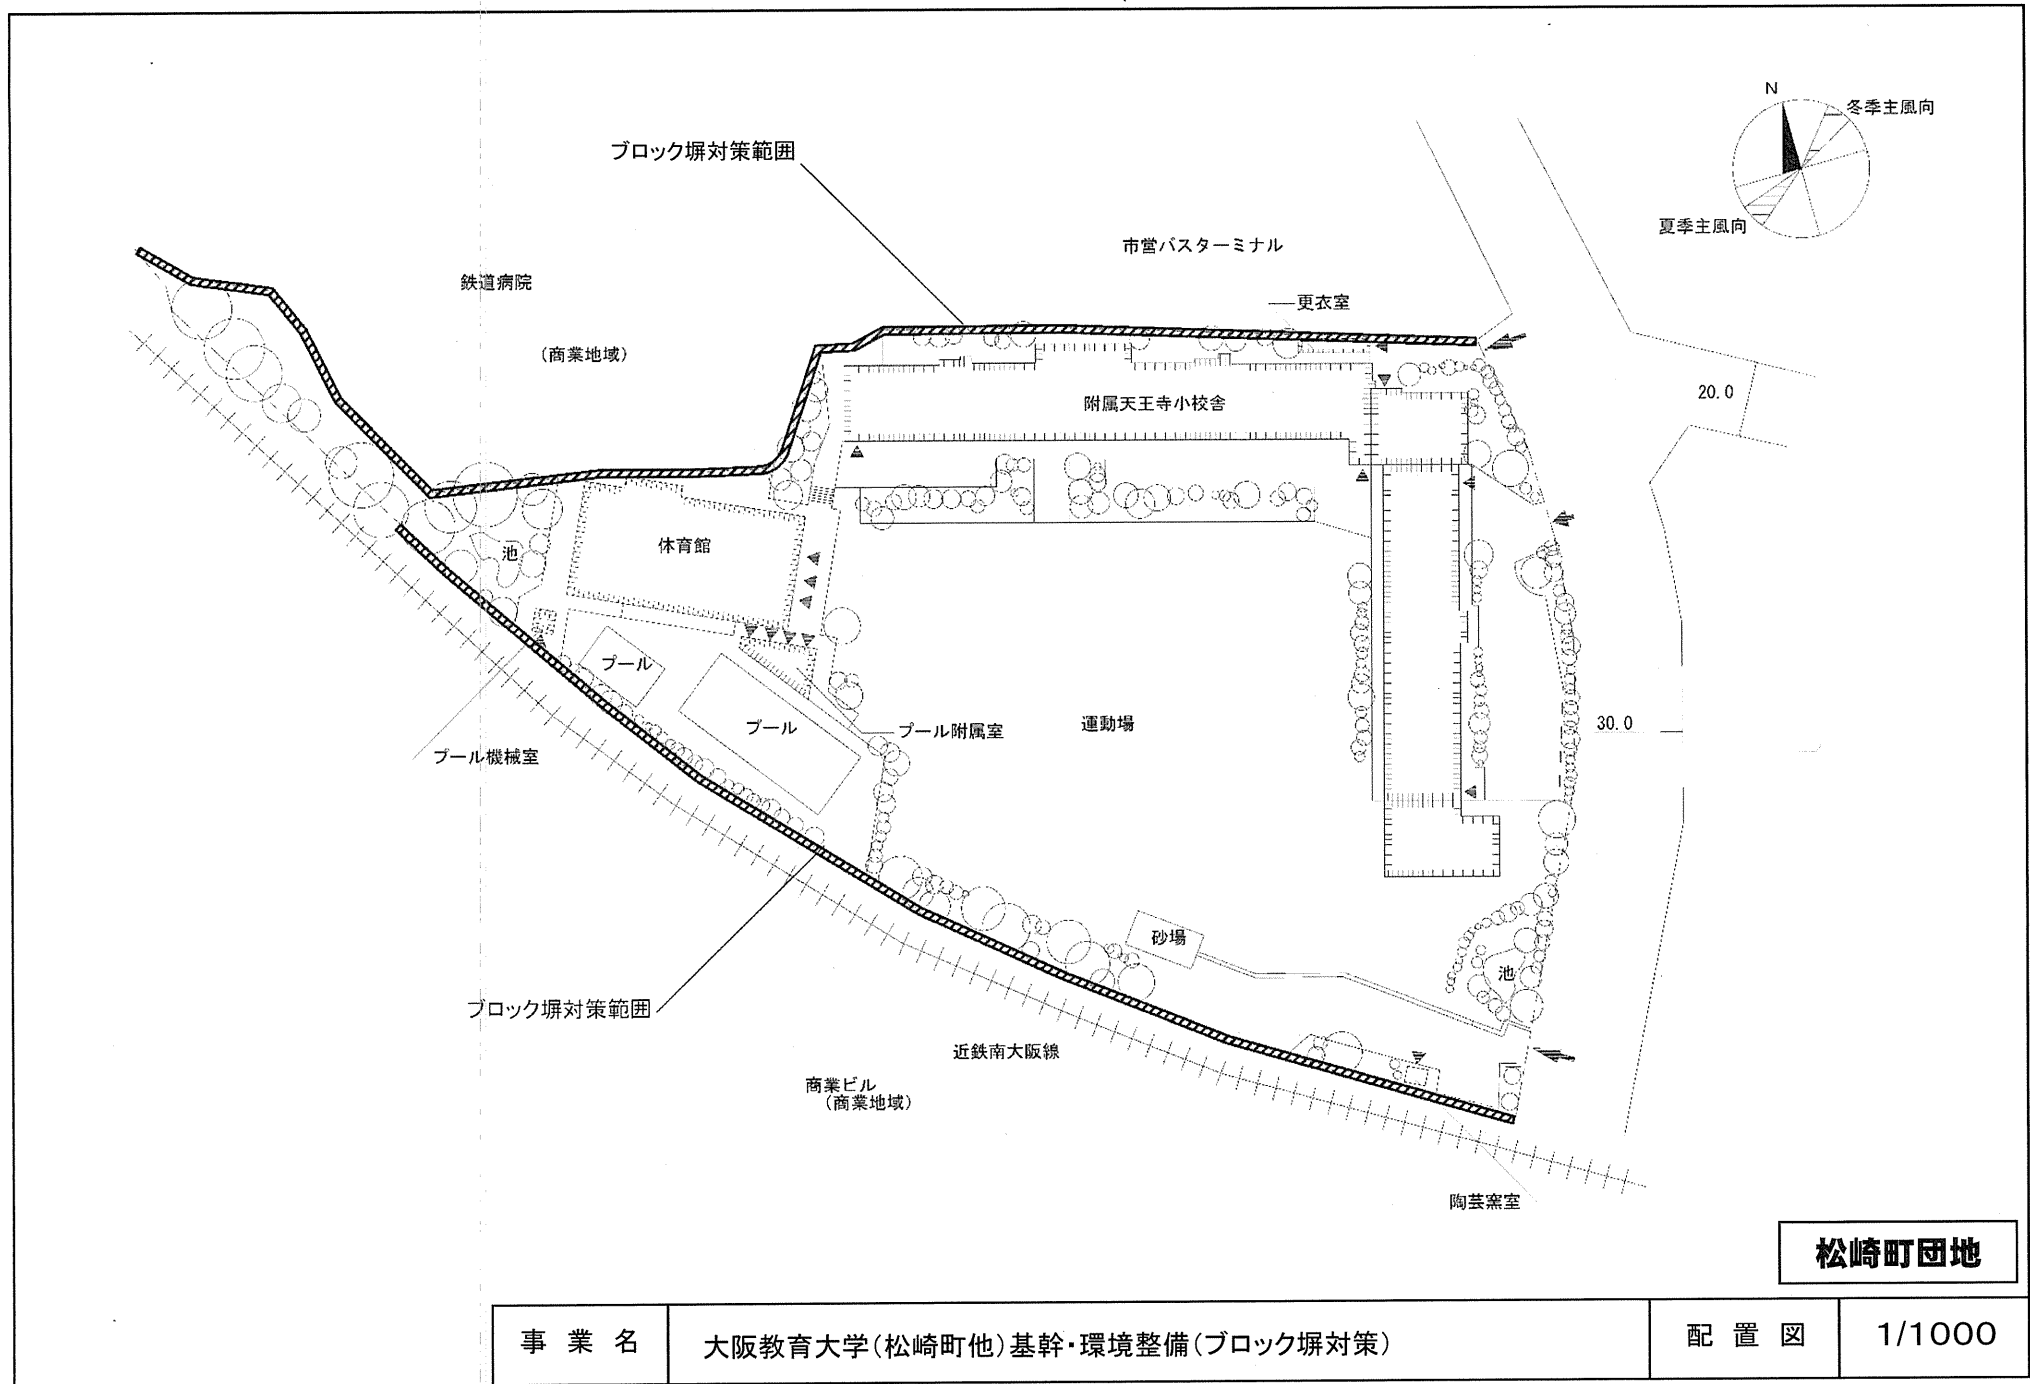 N
冬季主風向
ブロック塀対策範囲
夏季主風向
市営バスターミナル
鉄道病院
更衣室
(商業地域)
20.0
附属天王寺小校舎
体育館
池
プール
プール
プール附属室
運動場
30.0
プール機械室
砂場
池
ブロック塀対策範囲
近鉄南大阪線
商業ビル
(商業地域)
陶芸窯室
松崎町団地
事業名
大阪教育大学(松崎町他)基幹・環境整備(ブロック塀対策)
配置図
1/1000